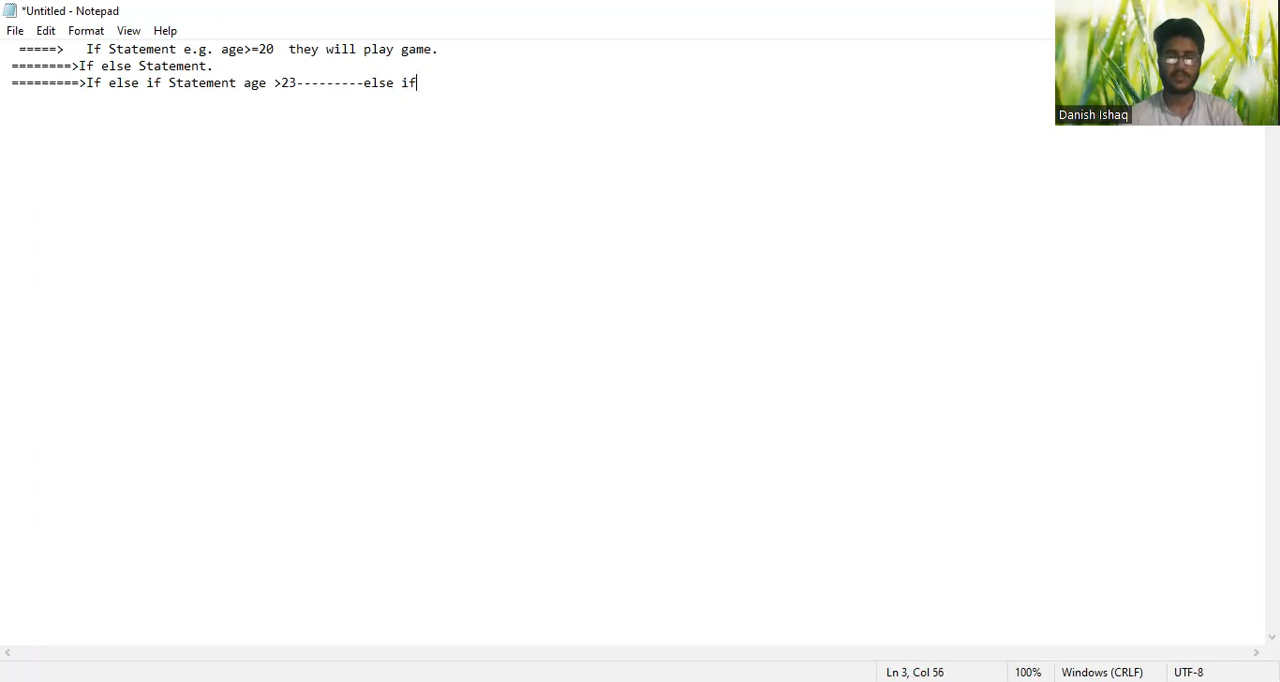 *Untitled - Notepad
File Edit Format View Help
=====> If Statement e.g. age>=20 they will play game.
========>If else Statement.
=========>If else if Statement age >23---------else if
Danish Ishaq
Ln 3, Col 56 100% Windows (CRLF) UTF-8